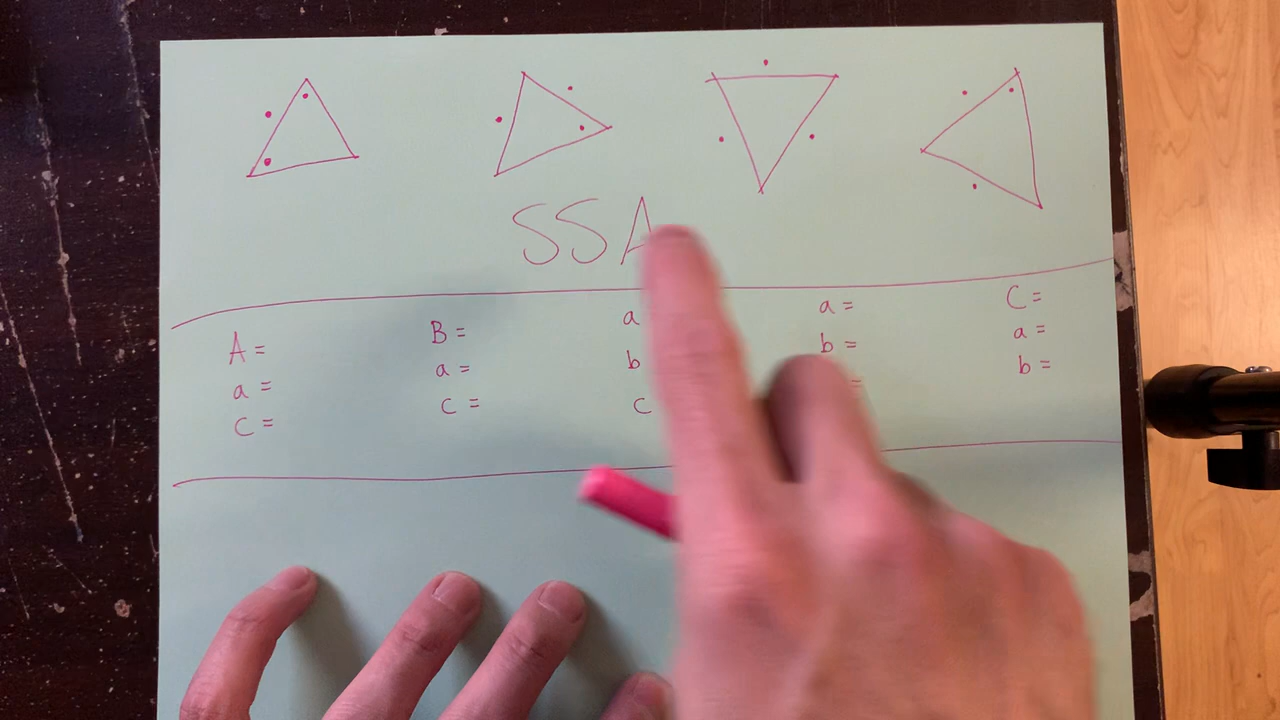 SSA
A =
a =
c =
B =
a =
c =
a
b
c
a =
b =
=
C =
a =
b =